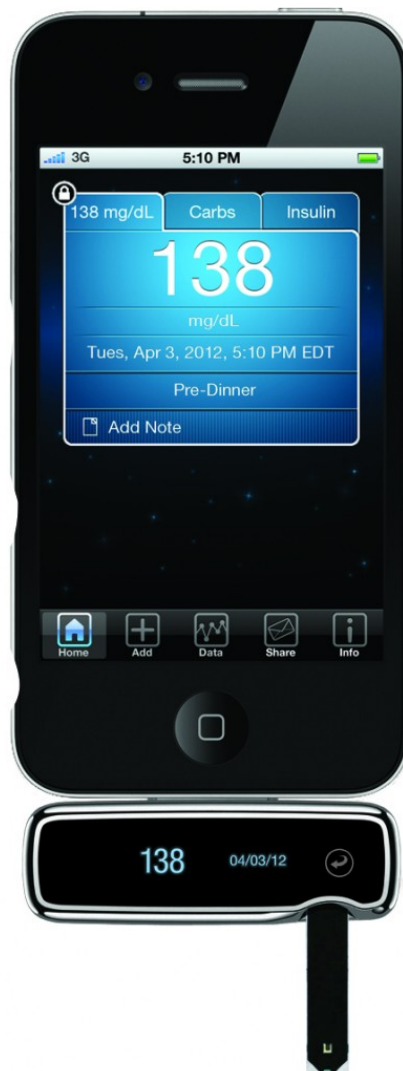 3G 5:10 PM
138 mg/dL Carbs Insulin
138
mg/dL
Tues, Apr 3, 2012, 5:10 PM EDT
Pre-Dinner
Add Note
Home Add Data Share Info
138 04/03/12